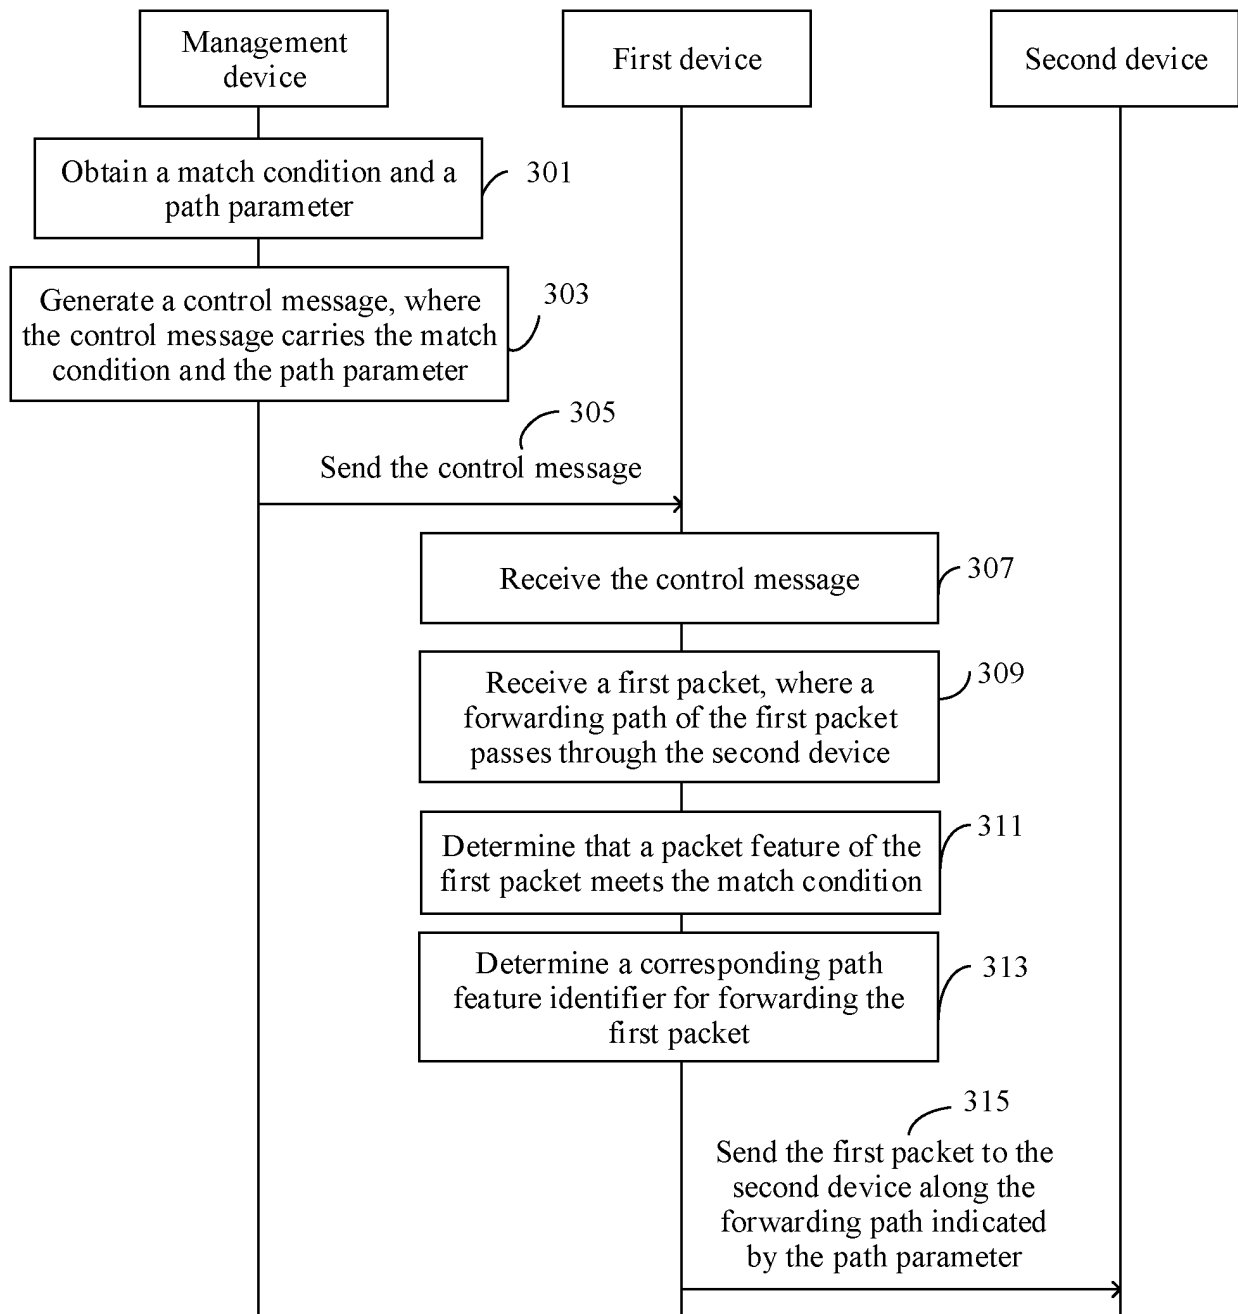 Management
device
First device
Second device
Obtain a match condition and a
path parameter
301
Generate a control message, where
the control message carries the match
condition and the path parameter
303
305
Send the control message
Receive the control message
307
Receive a first packet, where a
forwarding path of the first packet
passes through the second device
309
Determine that a packet feature of the
first packet meets the match condition
311
Determine a corresponding path
feature identifier for forwarding the
first packet
313
315
Send the first packet to the
second device along the
forwarding path indicated
by the path parameter